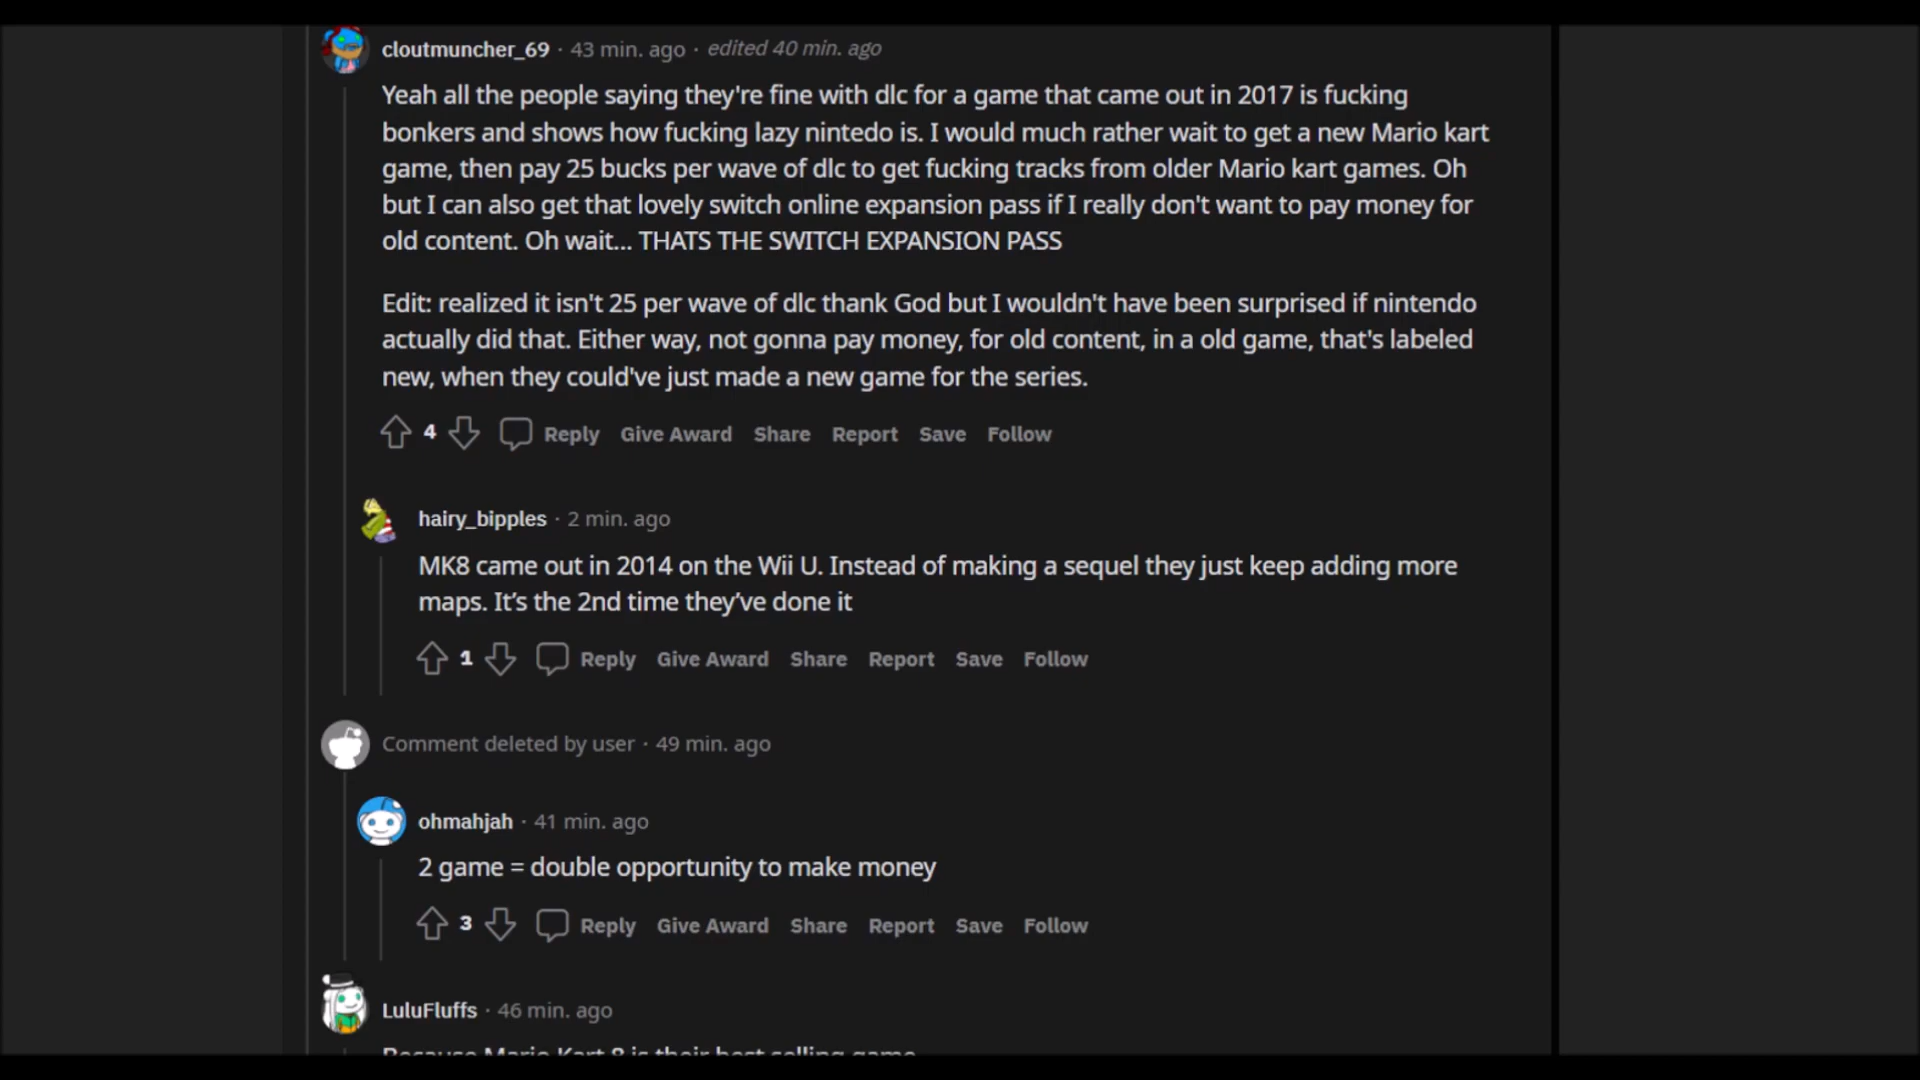 cloutmuncher_69 · 43 min. ago · edited 40 min. ago
Yeah all the people saying they're fine with dlc for a game that came out in 2017 is fucking
bonkers and shows how fucking lazy nintedo is. I would much rather wait to get a new Mario kart
game, then pay 25 bucks per wave of dlc to get fucking tracks from older Mario kart games. Oh
but I can also get that lovely switch online expansion pass if I really don't want to pay money for
old content. Oh wait... THATS THE SWITCH EXPANSION PASS
Edit: realized it isn't 25 per wave of dlc thank God but I wouldn't have been surprised if nintendo
actually did that. Either way, not gonna pay money, for old content, in a old game, that's labeled
new, when they could've just made a new game for the series.
4 Reply Give Award Share Report Save Follow
hairy_bipples · 2 min. ago
MK8 came out in 2014 on the Wii U. Instead of making a sequel they just keep adding more
maps. It’s the 2nd time they’ve done it
1 Reply Give Award Share Report Save Follow
Comment deleted by user · 49 min. ago
ohmahjah · 41 min. ago
2 game = double opportunity to make money
3 Reply Give Award Share Report Save Follow
LuluFluffs · 46 min. ago
Because Mario Kart 8 is their best selling game